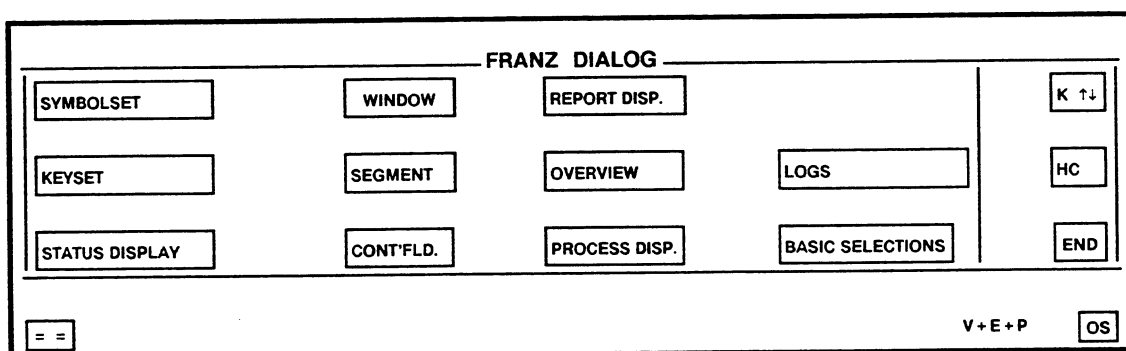 FRANZ DIALOG
SYMBOLSET WINDOW REPORT DISP. K ↑↓
KEYSET SEGMENT OVERVIEW LOGS HC
STATUS DISPLAY CONT'FLD. PROCESS DISP. BASIC SELECTIONS END
= = V+E+P OS